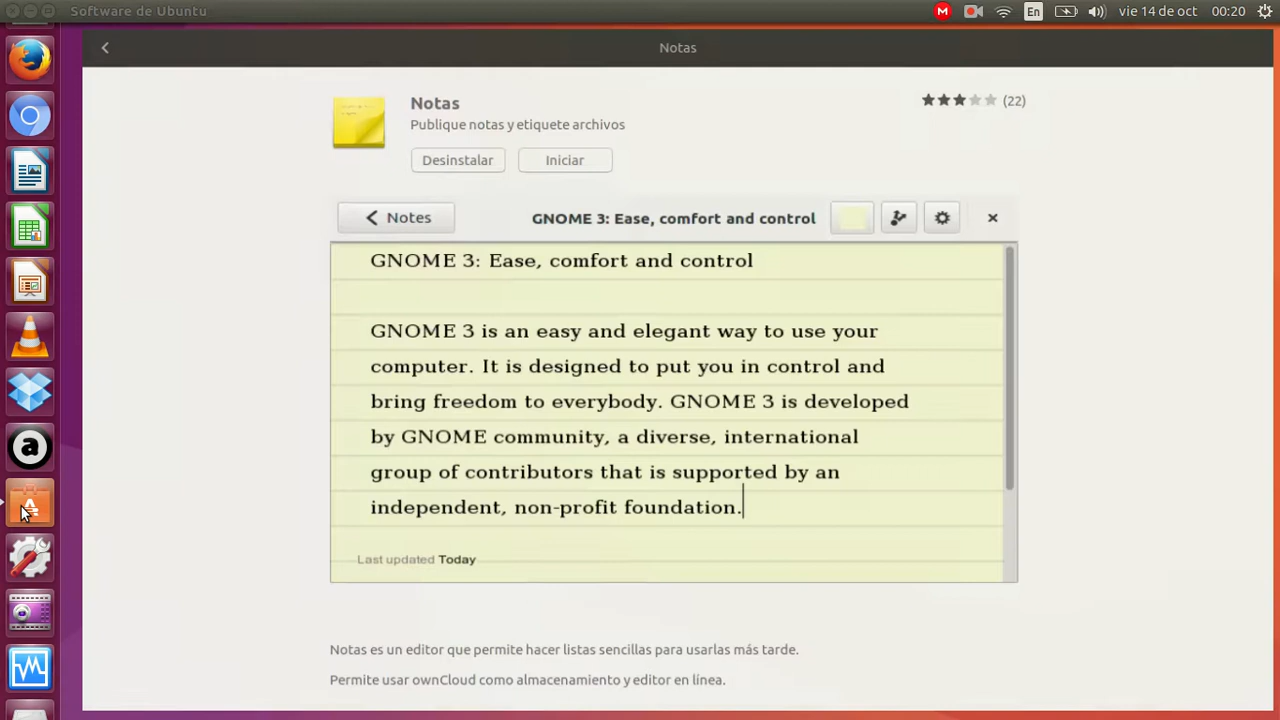 Software de Ubuntu
M
En
vie 14 de oct
00:20
Notas
Notas
Publique notas y etiquete archivos
(22)
Desinstalar
Iniciar
Notes
GNOME 3: Ease, comfort and control
GNOME 3: Ease, comfort and control
GNOME 3 is an easy and elegant way to use your
computer. It is designed to put you in control and
bring freedom to everybody. GNOME 3 is developed
by GNOME community, a diverse, international
group of contributors that is supported by an
independent, non-profit foundation.
Last updated Today
Notas es un editor que permite hacer listas sencillas para usarlas más tarde.
Permite usar ownCloud como almacenamiento y editor en línea.
a